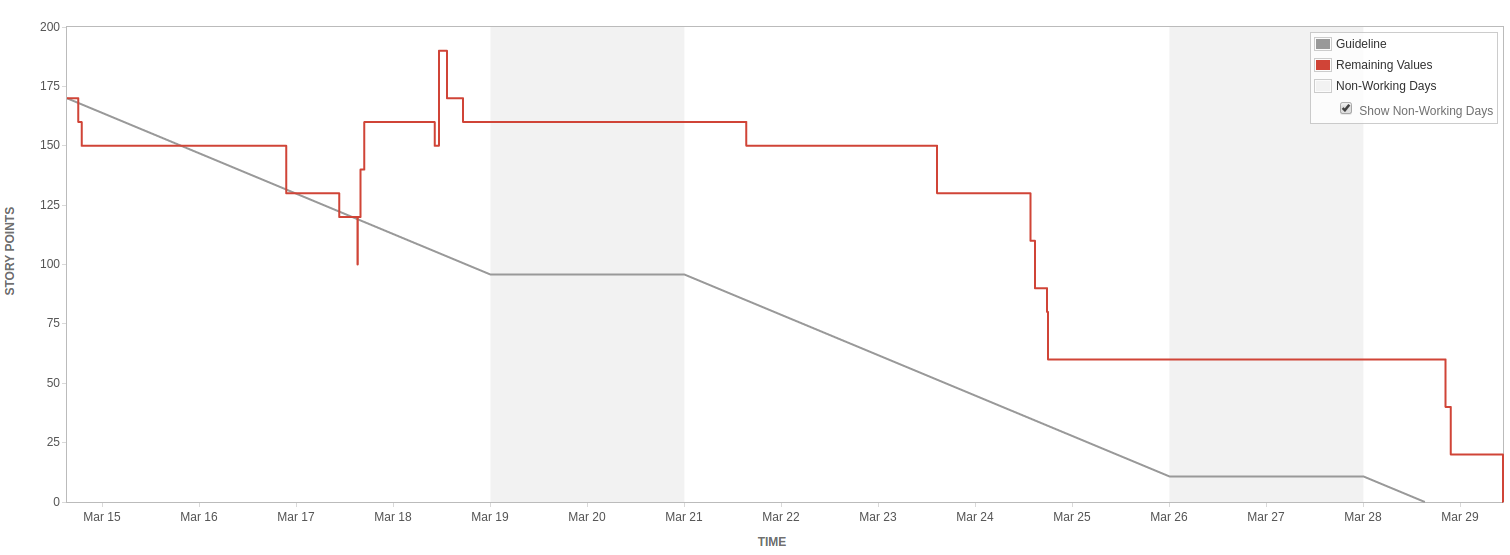 200
175
150
125
100
75
50
25
0
STORY POINTS
Guideline
Remaining Values
Non-Working Days
Show Non-Working Days
Mar 15 Mar 16 Mar 17 Mar 18 Mar 19 Mar 20 Mar 21 Mar 22 Mar 23 Mar 24 Mar 25 Mar 26 Mar 27 Mar 28 Mar 29
TIME